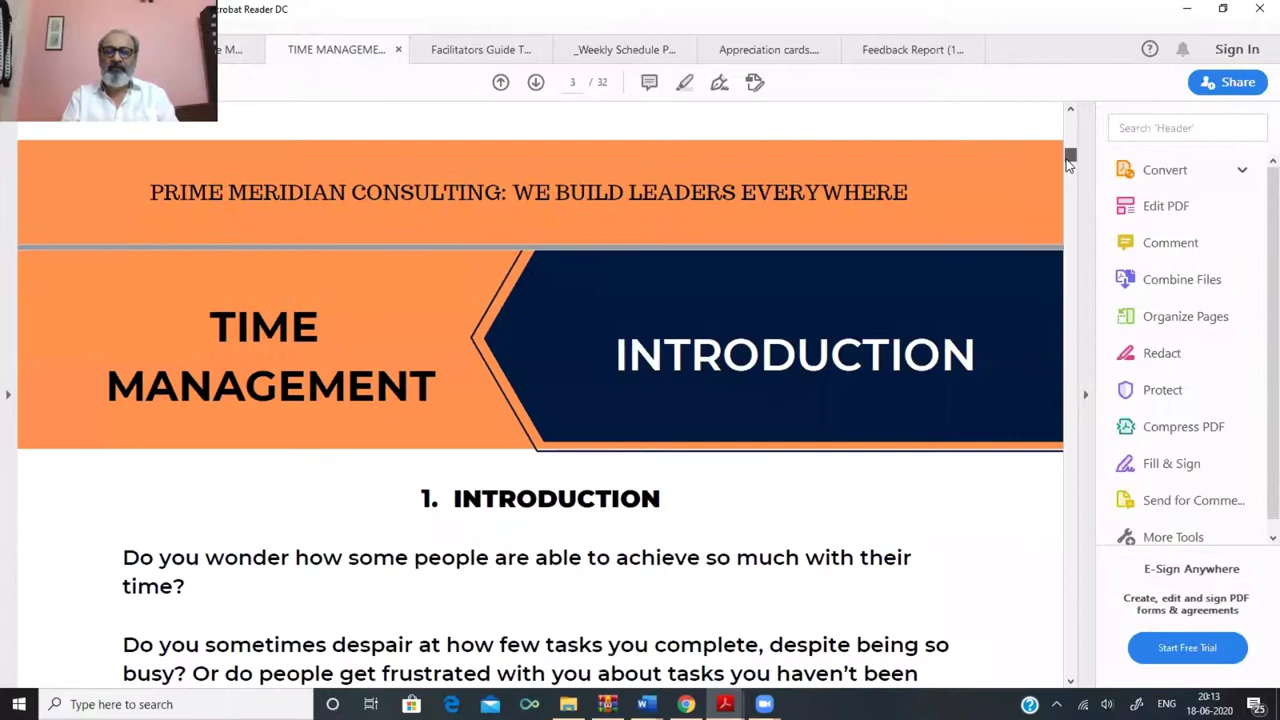 crobat Reader DC
e M...
TIME MANAGEME...
Facilitators Guide T...
_Weekly Schedule P...
Appreciation cards....
Feedback Report (1...
Sign In
3 / 32
Share
Search 'Header'
Convert
Edit PDF
Comment
Combine Files
Organize Pages
Redact
Protect
Compress PDF
Fill & Sign
Send for Comme...
More Tools
E-Sign Anywhere
Create, edit and sign PDF
forms & agreements
Start Free Trial
PRIME MERIDIAN CONSULTING: WE BUILD LEADERS EVERYWHERE
TIME
MANAGEMENT
INTRODUCTION
1. INTRODUCTION
Do you wonder how some people are able to achieve so much with their
time?
Do you sometimes despair at how few tasks you complete, despite being so
busy? Or do people get frustrated with you about tasks you haven't been
Type here to search
ENG
20:13
18-06-2020
25